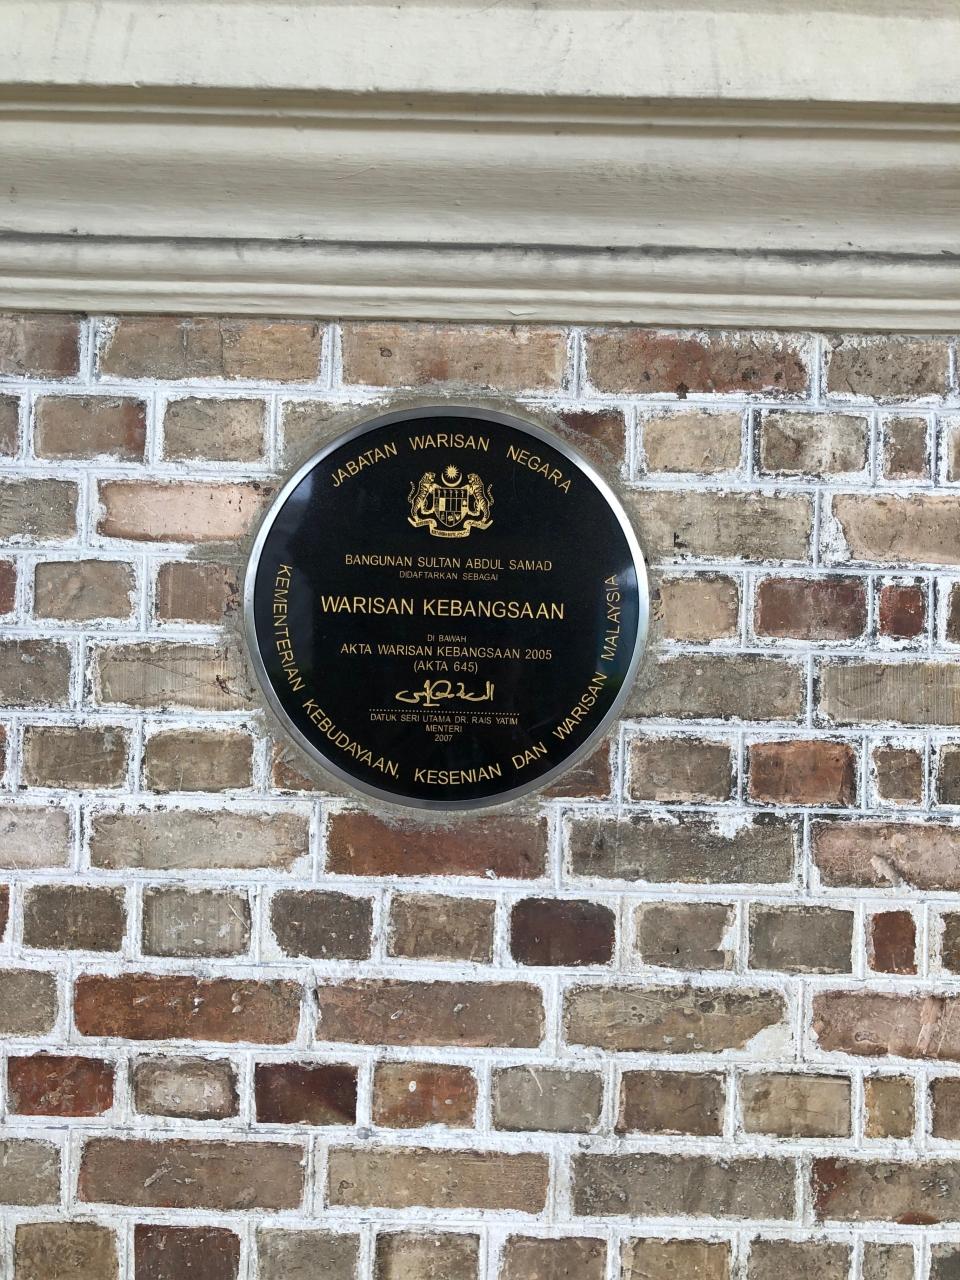 JABATAN WARISAN NEGARA
BANGUNAN SULTAN ABDUL SAMAD
DIDAFTARKAN SEBAGAI
WARISAN KEBANGSAAN
DI BAWAH
AKTA WARISAN KEBANGSAAN 2005
(AKTA 645)
DATUK SERI UTAMA DR. RAIS YATIM
MENTERI
2007
KEMENTERIAN KEBUDAYAAN, KESENIAN DAN WARISAN MALAYSIA